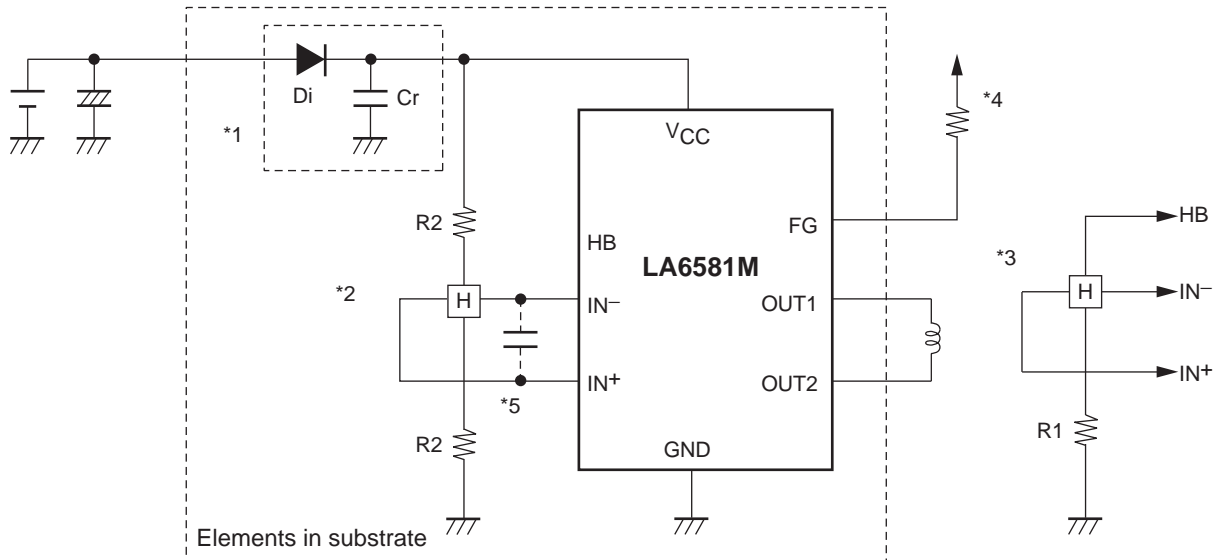 Di
Cr
*1
*4
VCC
R2
FG
HB
HB
LA6581M
*3
*2
H
IN−
OUT1
H
IN−
IN+
OUT2
IN+
*5
R2
R1
GND
Elements in substrate